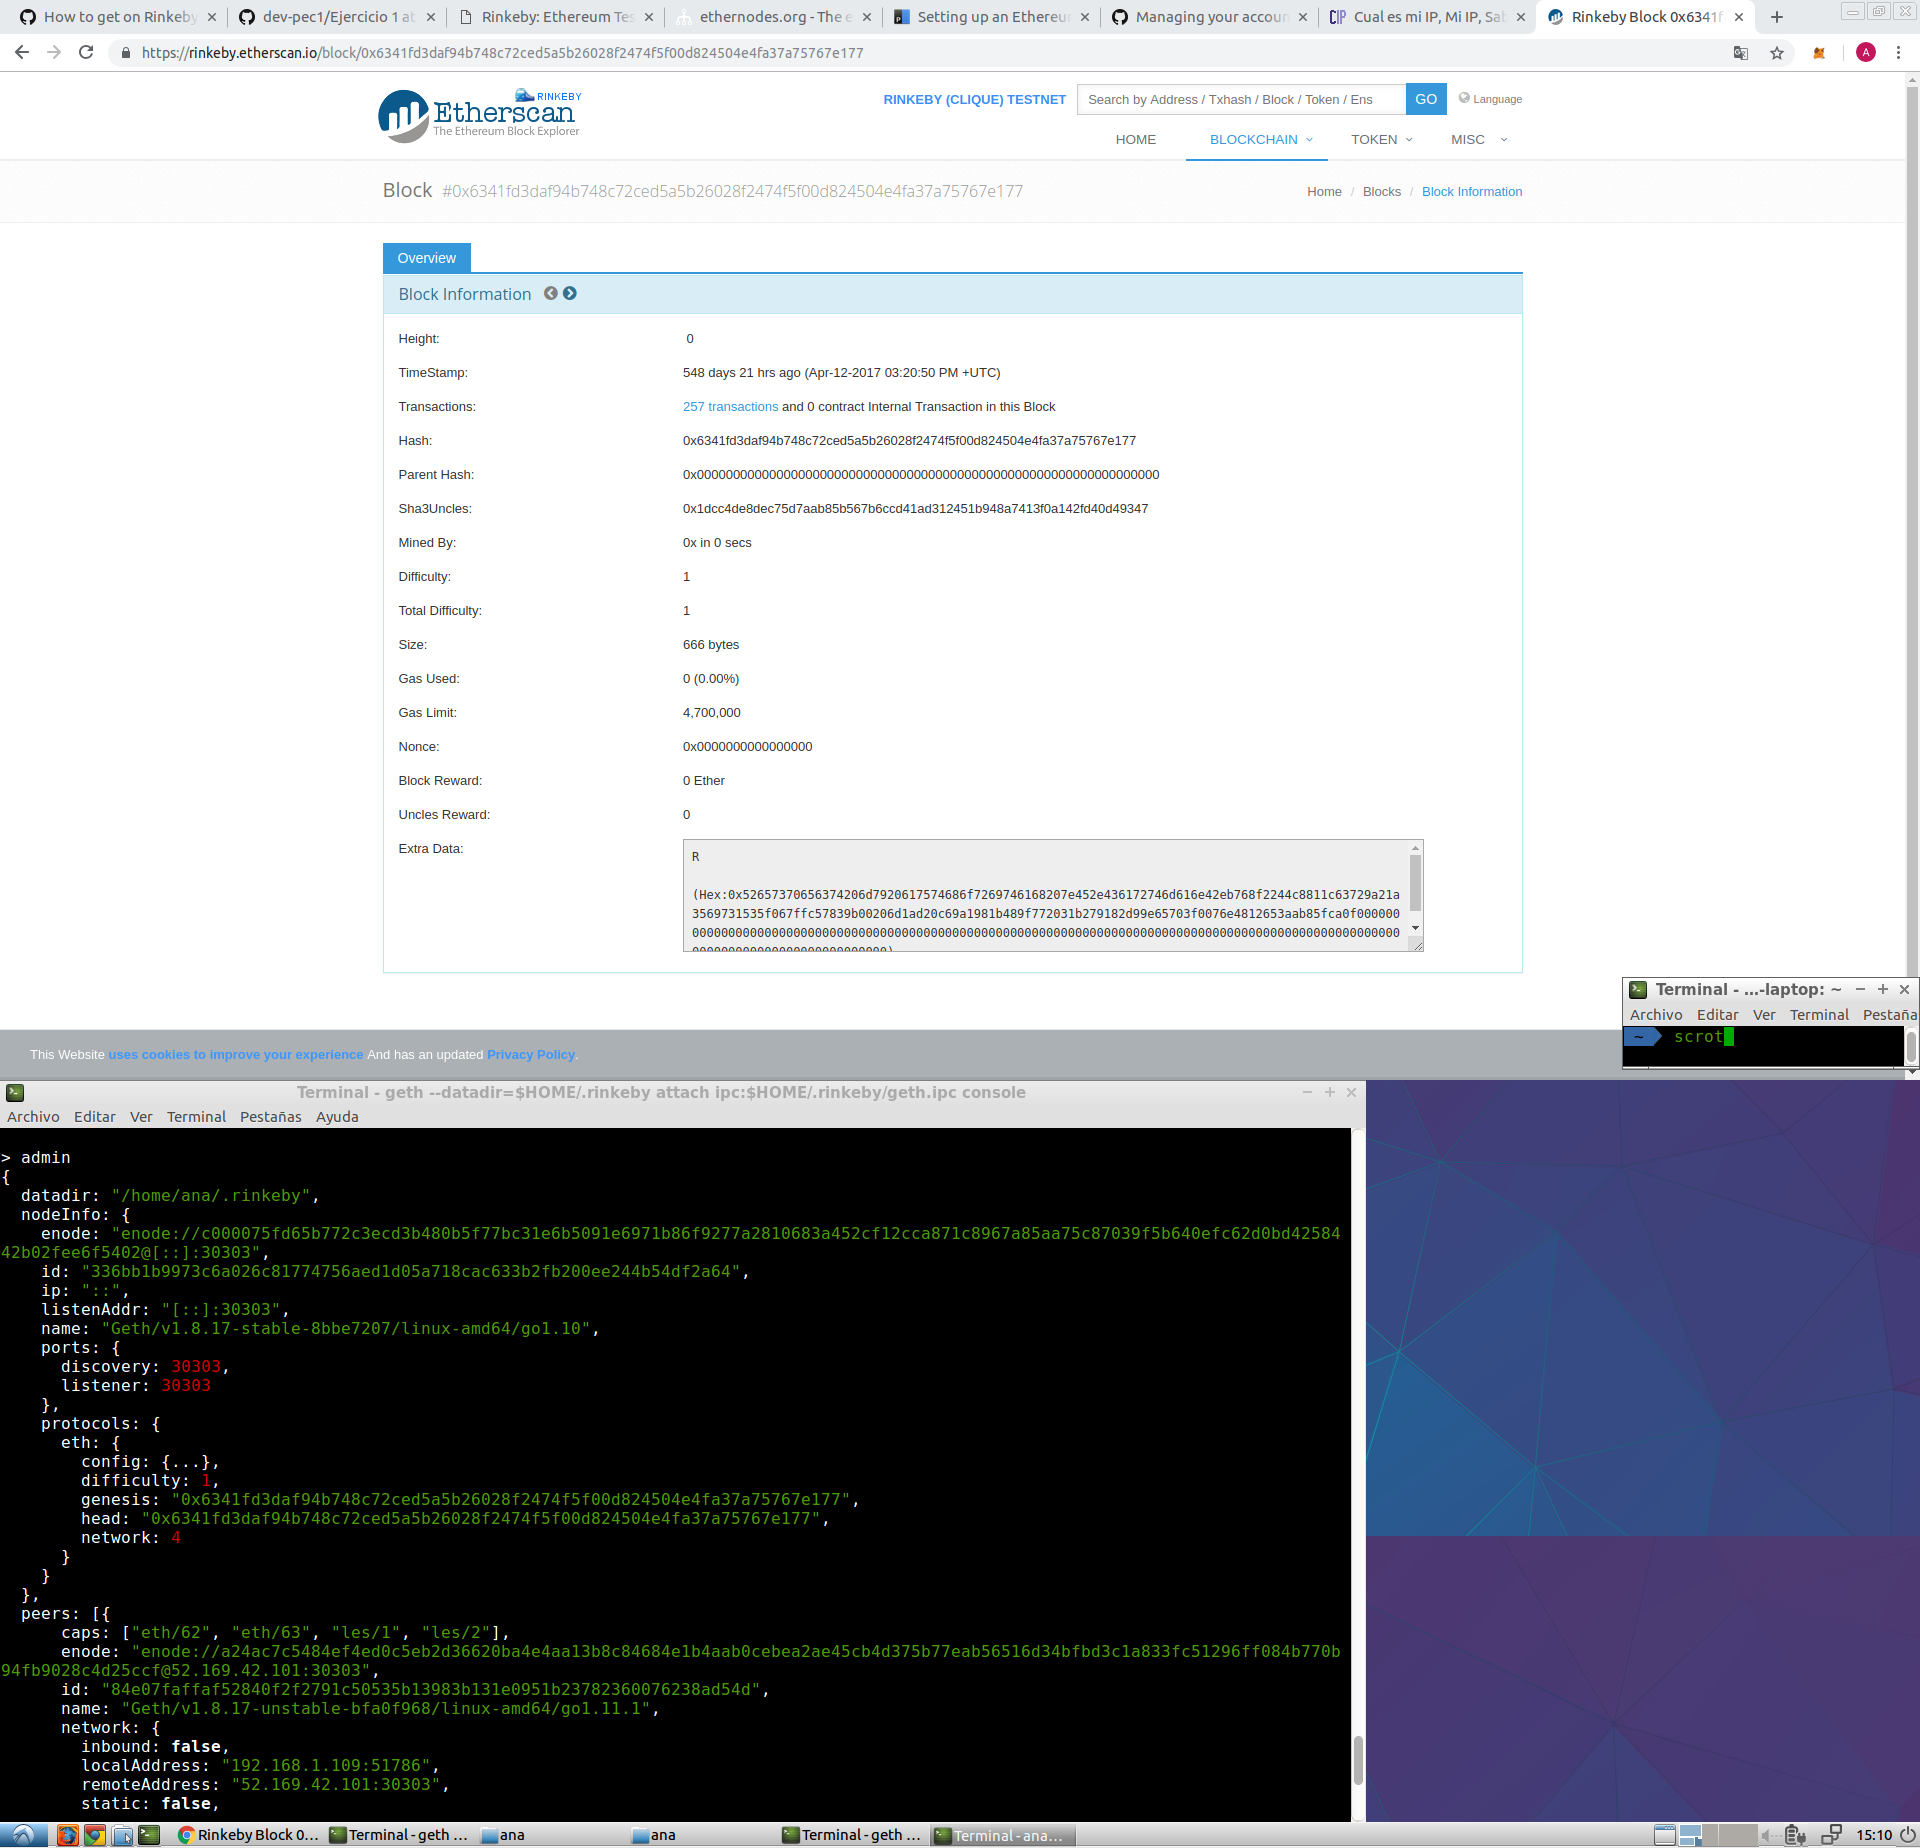 How to get on Rinkeby
dev-pec1/Ejercicio 1 at
Rinkeby: Ethereum Tes
ethernodes.org - The e
Setting up an Ethereu
Managing your accou
Cual es mi IP, Mi IP, Sab
Rinkeby Block 0x6341f
https://rinkeby.etherscan.io/block/0x6341fd3daf94b748c72ced5a5b26028f2474f5f00d824504e4fa37a75767e177
A
RINKEBY
Etherscan
The Ethereum Block Explorer
RINKEBY (CLIQUE) TESTNET
Search by Address / Txhash / Block / Token / Ens
GO
Language
HOME BLOCKCHAIN TOKEN MISC
Block #0x6341fd3daf94b748c72ced5a5b26028f2474f5f00d824504e4fa37a75767e177
Home / Blocks / Block Information
Overview
Block Information
Height: 0
TimeStamp: 548 days 21 hrs ago (Apr-12-2017 03:20:50 PM +UTC)
Transactions: 257 transactions and 0 contract Internal Transaction in this Block
Hash: 0x6341fd3daf94b748c72ced5a5b26028f2474f5f00d824504e4fa37a75767e177
Parent Hash: 0x0000000000000000000000000000000000000000000000000000000000000000
Sha3Uncles: 0x1dcc4de8dec75d7aab85b567b6ccd41ad312451b948a7413f0a142fd40d49347
Mined By: 0x in 0 secs
Difficulty: 1
Total Difficulty: 1
Size: 666 bytes
Gas Used: 0 (0.00%)
Gas Limit: 4,700,000
Nonce: 0x0000000000000000
Block Reward: 0 Ether
Uncles Reward: 0
Extra Data: R
(Hex:0x52657370656374206d7920617574686f7269746168207e452e436172746d616e42eb768f2244c8811c63729a21a
3569731535f067ffc57839b00206d1ad20c69a1981b489f772031b279182d99e65703f0076e4812653aab85fca0f000000
0000000000000000000000000000000000000000000000000000000000000000000000000000000000000000000000000
000000000000000000000000000)
Terminal - ...-laptop: ~
Archivo Editar Ver Terminal Pestaña
~ scrot
This Website uses cookies to improve your experience And has an updated Privacy Policy.
Terminal - geth --datadir=$HOME/.rinkeby attach ipc:$HOME/.rinkeby/geth.ipc console
Archivo Editar Ver Terminal Pestañas Ayuda
> admin
{
datadir: "/home/ana/.rinkeby",
nodeInfo: {
enode: "enode://c000075fd65b772c3ecd3b480b5f77bc31e6b5091e6971b86f9277a2810683a452cf12cca871c8967a85aa75c87039f5b640efc62d0bd42584
42b02fee6f5402@[::]:30303",
id: "336bb1b9973c6a026c81774756aed1d05a718cac633b2fb200ee244b54df2a64",
ip: "::",
listenAddr: "[::]:30303",
name: "Geth/v1.8.17-stable-8bbe7207/linux-amd64/go1.10",
ports: {
discovery: 30303,
listener: 30303
},
protocols: {
eth: {
config: {...},
difficulty: 1,
genesis: "0x6341fd3daf94b748c72ced5a5b26028f2474f5f00d824504e4fa37a75767e177",
head: "0x6341fd3daf94b748c72ced5a5b26028f2474f5f00d824504e4fa37a75767e177",
network: 4
}
}
},
peers: [{
caps: ["eth/62", "eth/63", "les/1", "les/2"],
enode: "enode://a24ac7c5484ef4ed0c5eb2d36620ba4e4aa13b8c84684e1b4aab0cebea2ae45cb4d375b77eab56516d34bfbd3c1a833fc51296ff084b770b
94fb9028c4d25ccf@52.169.42.101:30303",
id: "84e07faffaf52840f2f2791c50535b13983b131e0951b23782360076238ad54d",
name: "Geth/v1.8.17-unstable-bfa0f968/linux-amd64/go1.11.1",
network: {
inbound: false,
localAddress: "192.168.1.109:51786",
remoteAddress: "52.169.42.101:30303",
static: false,
Rinkeby Block 0... Terminal - geth ... ana ana Terminal - geth ... Terminal - ana... 15:10